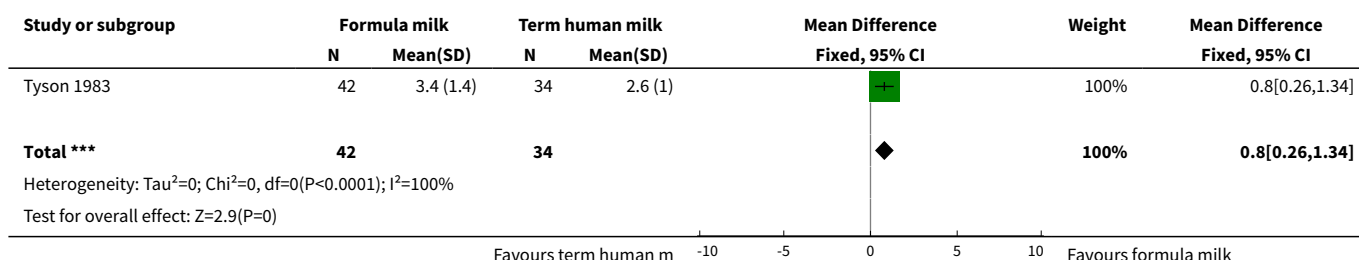 Study or subgroup Formula milk Term human milk Mean Difference Weight Mean Difference
N Mean(SD) N Mean(SD) Fixed, 95% CI Fixed, 95% CI
Tyson 1983 42 3.4 (1.4) 34 2.6 (1) 100% 0.8[0.26,1.34]
Total *** 42 34 100% 0.8[0.26,1.34]
Heterogeneity: Tau²=0; Chi²=0, df=0(P<0.0001); I²=100%
Test for overall effect: Z=2.9(P=0)
Favours term human m -10 -5 0 5 10 Favours formula milk